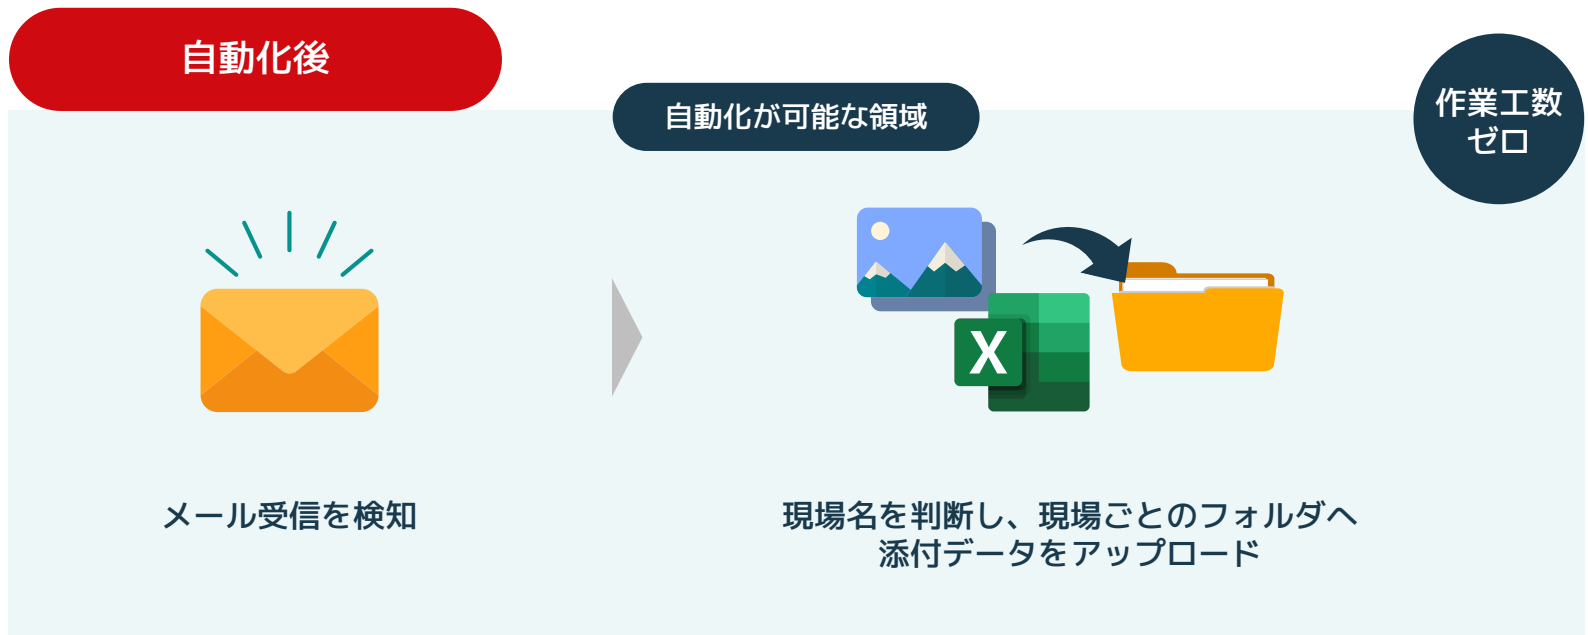 自動化後
自動化が可能な領域
作業工数
ゼロ
X
メール受信を検知
現場名を判断し、現場ごとのフォルダへ
添付データをアップロード